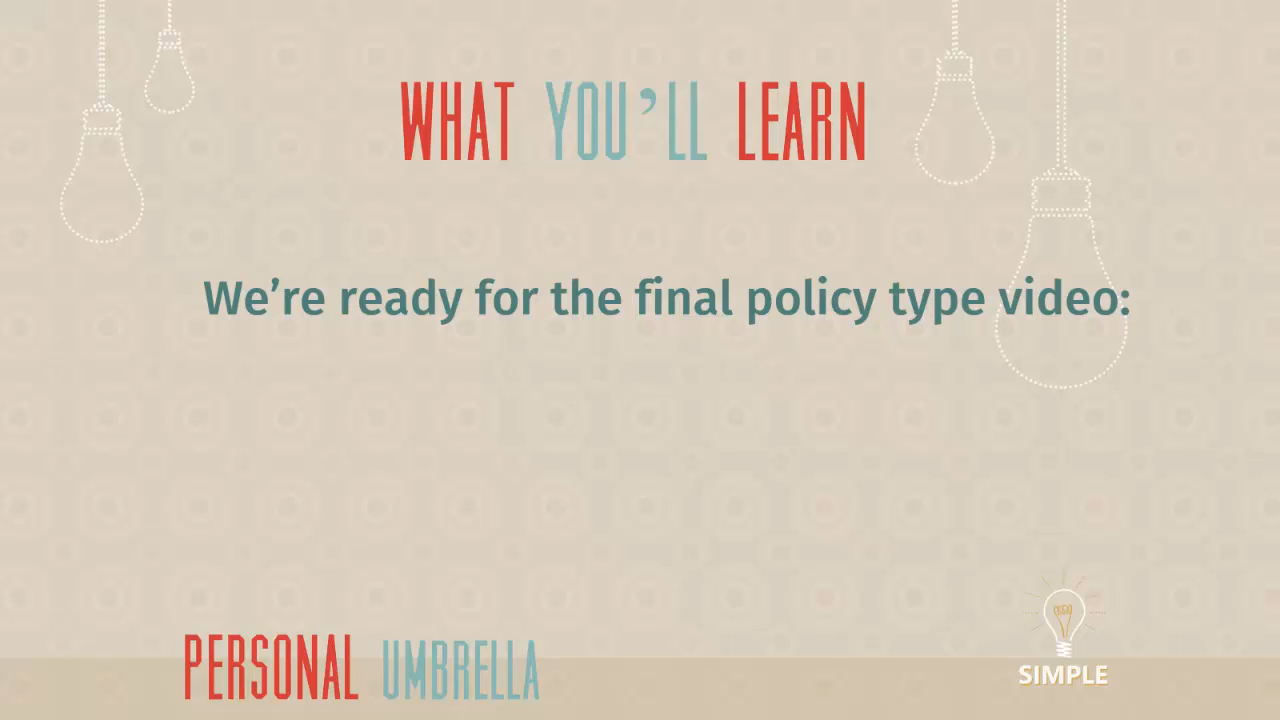 WHAT YOU'LL LEARN
We're ready for the final policy type video:
PERSONAL UMBRELLA
SIMPLE